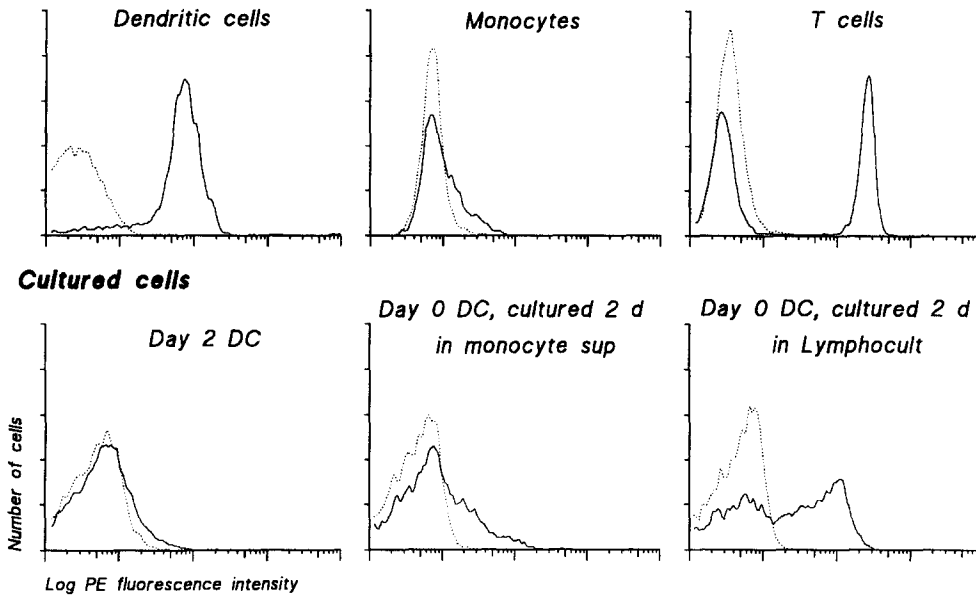 Dendritic cells
Monocytes
T cells
Cultured cells
Day 2 DC
Day 0 DC, cultured 2 d
in monocyte sup
Day 0 DC, cultured 2 d
in Lymphocult
Number of cells
Log PE fluorescence intensity